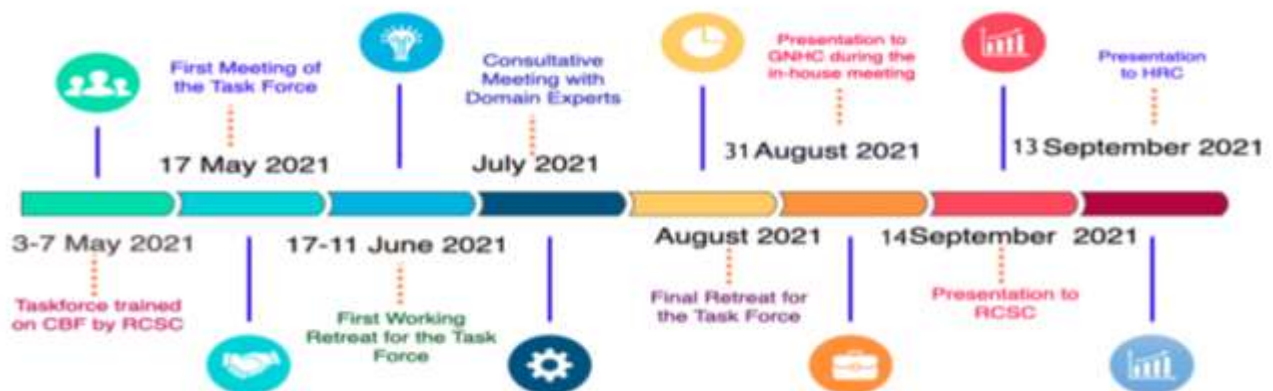 First Meeting of
the Task Force
17 May 2021
Consultative
Meeting with
Domain Experts
July 2021
Presentation to
GNHC during the
in-house meeting
31 August 2021
Presentation
to HRC
13 September 2021
3-7 May 2021
Taskforce trained
on CBF by RCSC
17-11 June 2021
First Working
Retreat for the Task
Force
August 2021
Final Retreat for
the Task Force
14 September 2021
Presentation to
RCSC